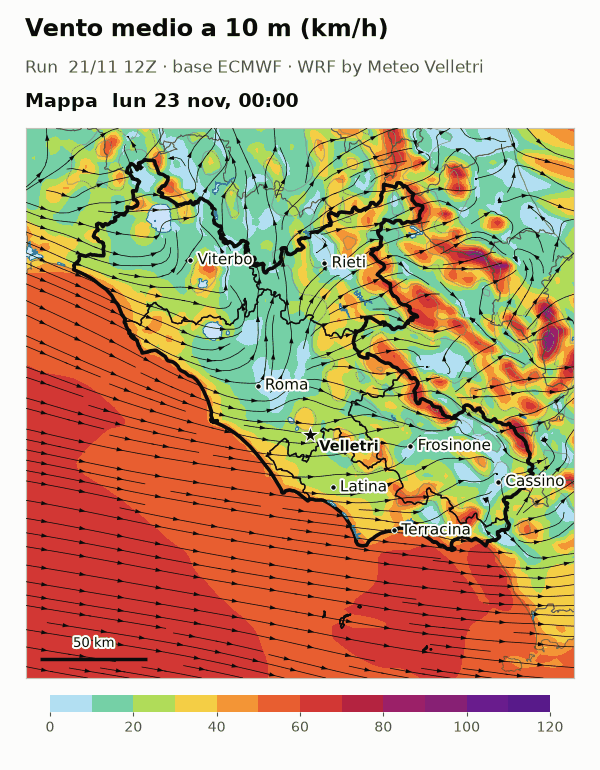 Vento medio a 10 m (km/h)
Run 21/11 12Z · base ECMWF · WRF by Meteo Velletri
Mappa lun 23 nov, 00:00
Viterbo
Rieti
Roma
Velletri
Frosinone
Latina
Cassino
Terracina
50 km
0 20 40 60 80 100 120